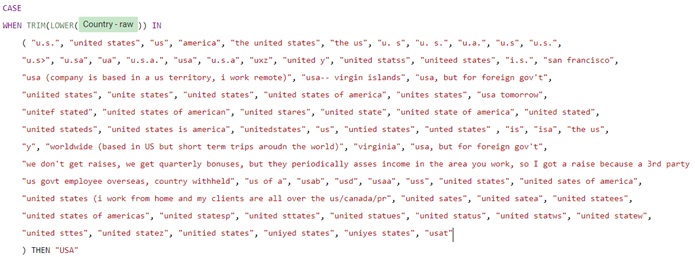 CASE
WHEN TRIM(LOWER( Country - raw )) IN
( "u.s.", "united states", "us", "america", "the united states", "the us", "u. s", "u. s.", "u.a.", "u.s", "u.s.",
"u.s>", "u.sa", "ua", "u.s.a.", "usa", "u.s.a", "uxz", "united y", "united statss", "uniteed states", "i.s.", "san francisco",
"usa (company is based in a us territory, i work remote)", "usa-- virgin islands", "usa, but for foreign gov't",
"uniited states", "unite states", "united states", "united states of america", "unites states", "usa tomorrow",
"unitef stated", "united states of american", "united stares", "united state", "united state of america", "united stated",
"united stateds", "united states is america", "unitedstates", "us", "untied states", "unted states" , "is", "isa", "the us",
"y", "worldwide (based in US but short term trips aroudn the world)", "virginia", "usa, but for foreign gov't",
"we don't get raises, we get quarterly bonuses, but they periodically asses income in the area you work, so I got a raise because a 3rd party
"us govt employee overseas, country withheld", "us of a", "usab", "usd", "usaa", "uss", "united states", "united sates of america",
"united states (i work from home and my clients are all over the us/canada/pr", "united sates", "united satea", "united statees",
"united states of americas", "united statesp", "united sttates", "united statues", "united status", "united statws", "united statew",
"united sttes", "united statez", "unitied states", "uniyed states", "uniyes states", "usat"
) THEN "USA"